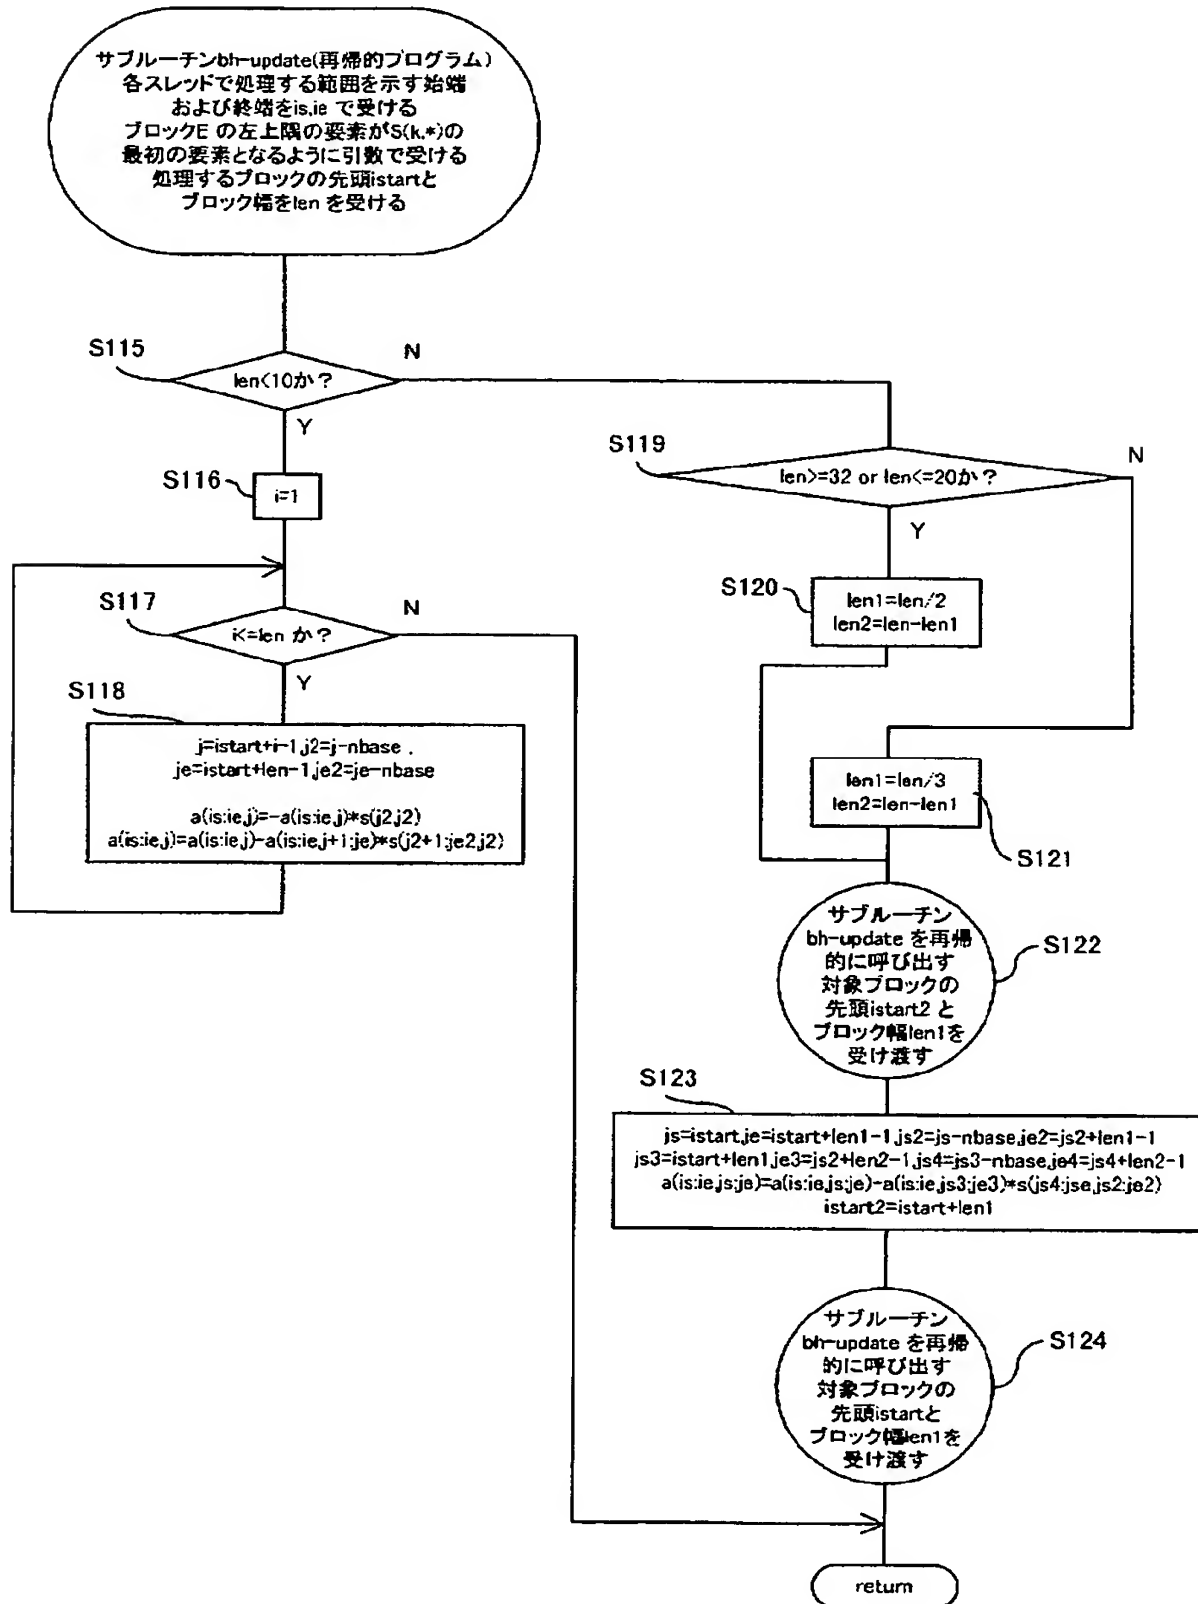 サブルーチンbh-update(再帰的プログラム)
各スレッドで処理する範囲を示す始端
および終端をis,ie で受ける
ブロックE の左上隅の要素がS(k,*)の
最初の要素となるように引数で受ける
処理するブロックの先頭istartと
ブロック幅をlen を受ける
S115
len<10か？
N
Y
S116
i=1
S117
i<=len か？
N
Y
S118
j=istart+i-1,j2=j-nbase .
je=istart+len-1,je2=je-nbase
a(is:ie,j)=-a(is:ie,j)*s(j2,j2)
a(is:ie,j)=a(is:ie,j)-a(is:ie,j+1:je)*s(j2+1:je2,j2)
S119
len>=32 or len<=20か？
N
Y
S120
len1=len/2
len2=len-len1
len1=len/3
len2=len-len1
S121
サブルーチン
bh-update を再帰
的に呼び出す
対象ブロックの
先頭istart2 と
ブロック幅len1を
受け渡す
S122
S123
js=istart,je=istart+len1-1,js2=js-nbase,je2=js2+len1-1
js3=istart+len1,je3=js2+len2-1,js4=js3-nbase,je4=js4+len2-1
a(is:ie,js:je)=a(is:ie,js:je)-a(is:ie,js3:je3)*s(js4:jse,js2:je2)
istart2=istart+len1
サブルーチン
bh-update を再帰
的に呼び出す
対象ブロックの
先頭istartと
ブロック幅len1を
受け渡す
S124
return